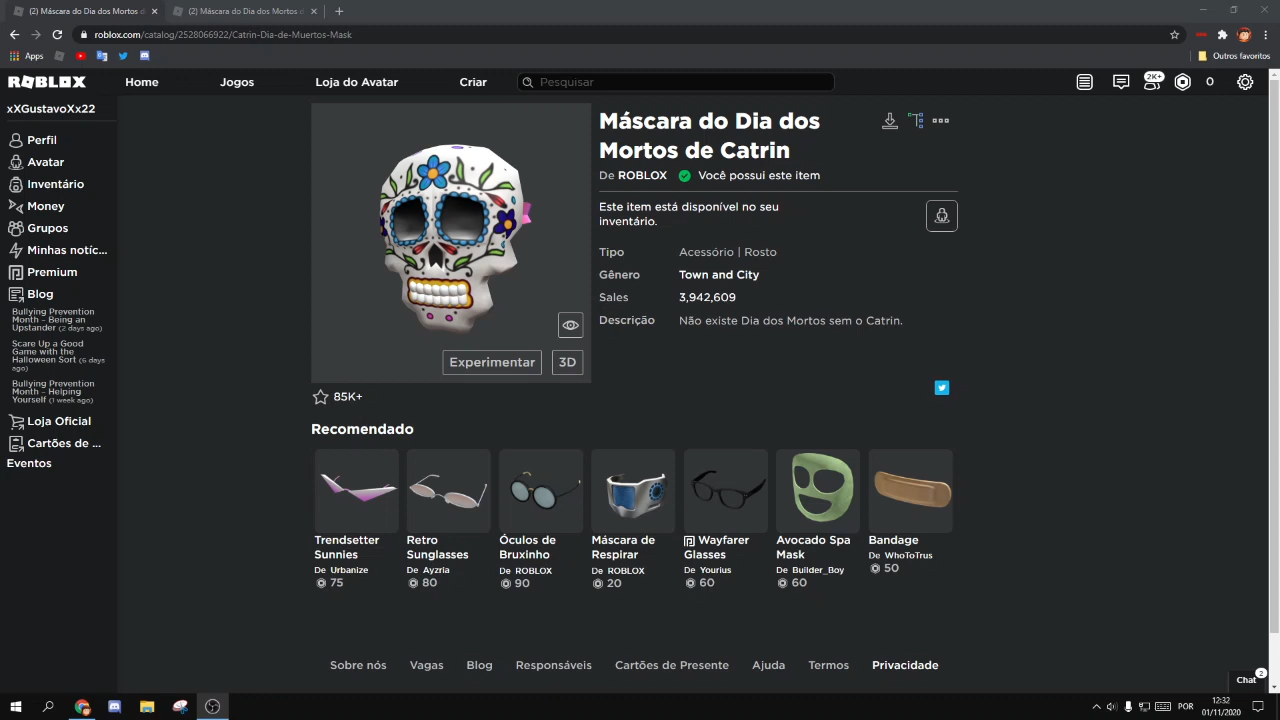 (2) Máscara do Dia dos Mortos d
(2) Máscara do Dia dos Mortos d
roblox.com/catalog/2528066922/Catrin-Dia-de-Muertos-Mask
Apps
Outros favoritos
ROBLOX
Home
Jogos
Loja do Avatar
Criar
Pesquisar
2K+
0
xXGustavoXx22
Perfil
Avatar
Inventário
Money
Grupos
Minhas notíc...
Premium
Blog
Bullying Prevention
Month – Being an
Upstander (2 days ago)
Scare Up a Good
Game with the
Halloween Sort (6 days
ago)
Bullying Prevention
Month – Helping
Yourself (1 week ago)
Loja Oficial
Cartões de ...
Eventos
Máscara do Dia dos
Mortos de Catrin
De ROBLOX Você possui este item
Este item está disponível no seu
inventário.
Tipo Acessório | Rosto
Gênero Town and City
Sales 3,942,609
Descrição Não existe Dia dos Mortos sem o Catrin.
Experimentar
3D
85K+
Recomendado
Trendsetter
Sunnies
De Urbanize
75
Retro
Sunglasses
De Ayzria
80
Óculos de
Bruxinho
De ROBLOX
90
Máscara de
Respirar
De ROBLOX
20
Wayfarer
Glasses
De Yourius
60
Avocado Spa
Mask
De Builder_Boy
60
Bandage
De WhoToTrus
50
Sobre nós
Vagas
Blog
Responsáveis
Cartões de Presente
Ajuda
Termos
Privacidade
Chat
2
POR
12:32
01/11/2020